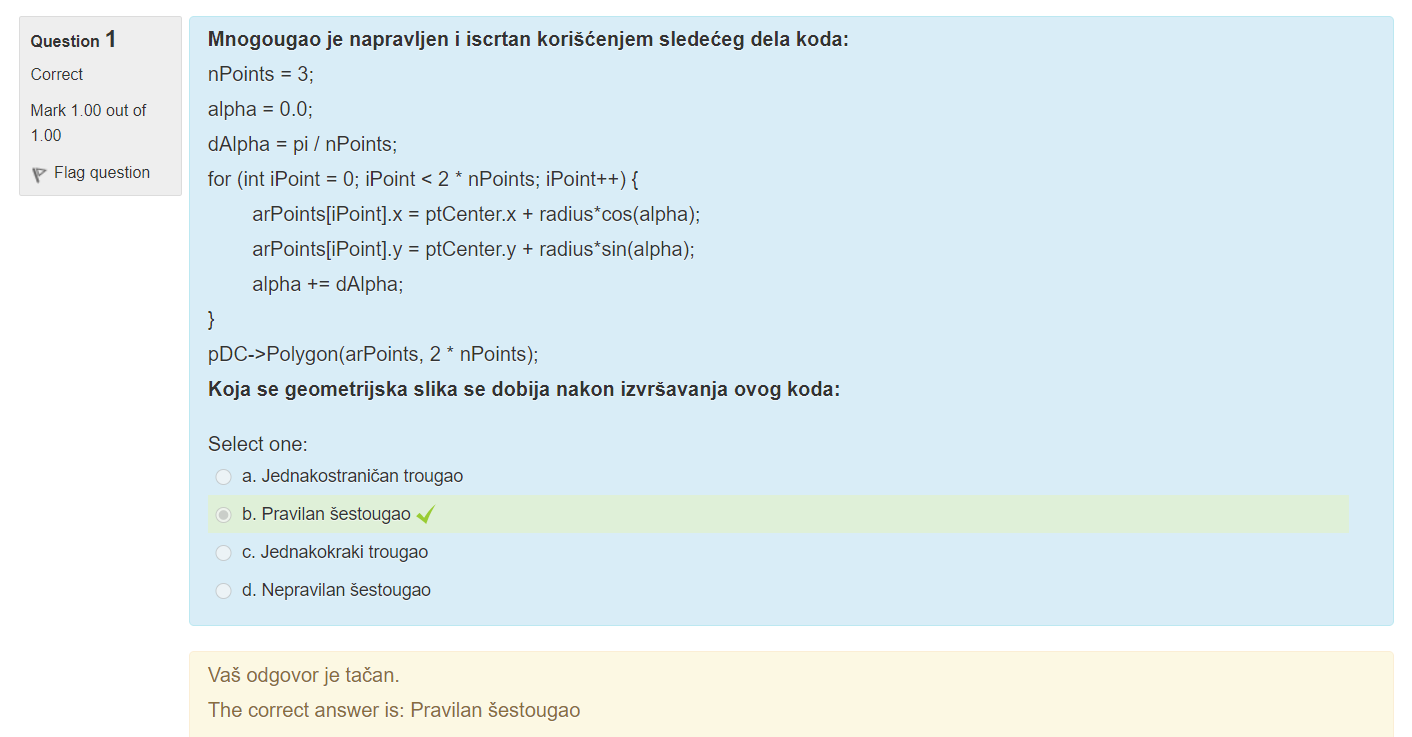 Question 1
Correct
Mark 1.00 out of
1.00
Flag question
Mnogougao je napravljen i iscrtan korišćenjem sledećeg dela koda:
nPoints = 3;
alpha = 0.0;
dAlpha = pi / nPoints;
for (int iPoint = 0; iPoint < 2 * nPoints; iPoint++) {
arPoints[iPoint].x = ptCenter.x + radius*cos(alpha);
arPoints[iPoint].y = ptCenter.y + radius*sin(alpha);
alpha += dAlpha;
}
pDC->Polygon(arPoints, 2 * nPoints);
Koja se geometrijska slika se dobija nakon izvršavanja ovog koda:
Select one:
a. Jednakostraničan trougao
b. Pravilan šestougao
c. Jednakokraki trougao
d. Nepravilan šestougao
Vaš odgovor je tačan.
The correct answer is: Pravilan šestougao